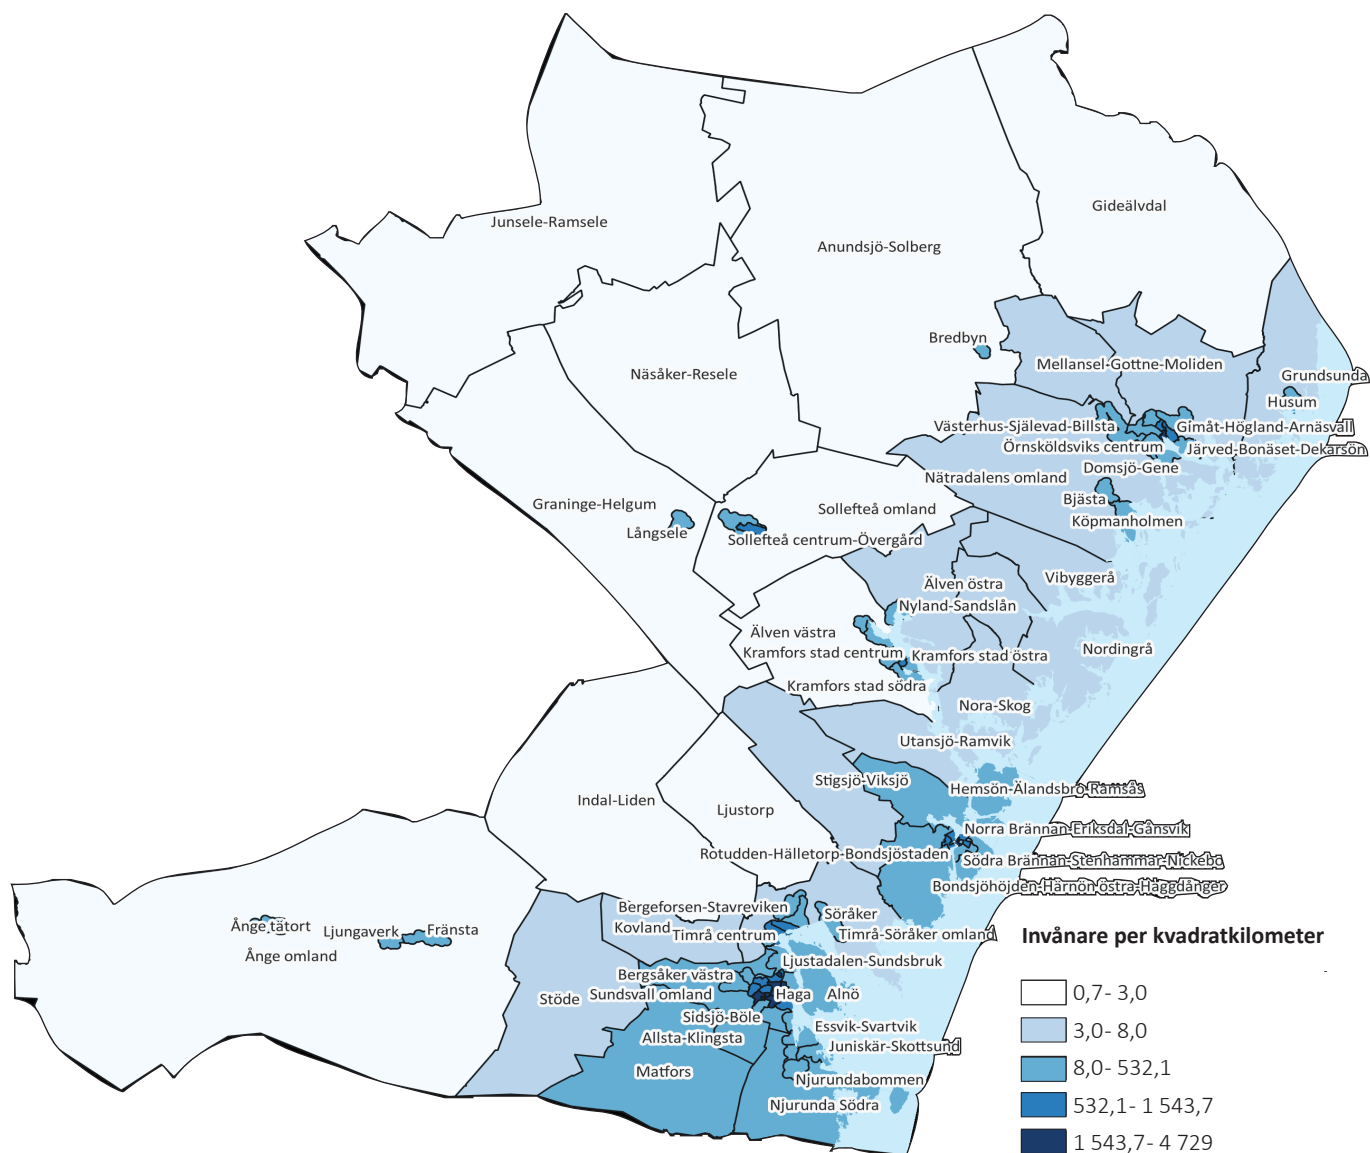 Gideälvdal
Junsele-Ramsele
Anundsjö-Solberg
Bredbyn
Mellansel-Gottne-Moliden
Näsåker-Resele
Grundsunda
Husum
Västerhus-Själevad-Billsta
Gimåt-Högland-Arnäsvall
Örnsköldsviks centrum
Järved-Bonäset-Dekarsön
Domsjö-Gene
Nätradalens omland
Bjästa
Graninge-Helgum
Sollefteå omland
Köpmanholmen
Långsele
Sollefteå centrum-Övergård
Vibyggerå
Älven östra
Nyland-Sandslån
Älven västra
Nordingrå
Kramfors stad centrum
Kramfors stad östra
Kramfors stad södra
Nora-Skog
Utansjö-Ramvik
Stigsjö-Viksjö
Hemsön-Älandsbro-Ramsås
Indal-Liden
Ljustorp
Norra Brännan-Eriksdal-Gånsvik
Rotudden-Hälletorp-Bondsjöstaden
Södra Brännan-Stenhammar-Nickebo
Bondsjöhöjden-Härnön östra-Häggdånger
Bergeforsen-Stavreviken
Söråker
Kovland
Ånge tätort
Ljungaverk
Fränsta
Timrå centrum
Timrå-Söråker omland
Ånge omland
Ljustadalen-Sundsbruk
Bergsåker västra
Stöde
Sundsvall omland
Haga
Alnö
Sidsjö-Böle
Essvik-Svartvik
Allsta-Klingsta
Juniskär-Skottsund
Matfors
Njurundabommen
Njurunda Södra
Invånare per kvadratkilometer
0,7- 3,0
3,0- 8,0
8,0- 532,1
532,1- 1 543,7
1 543,7- 4 729